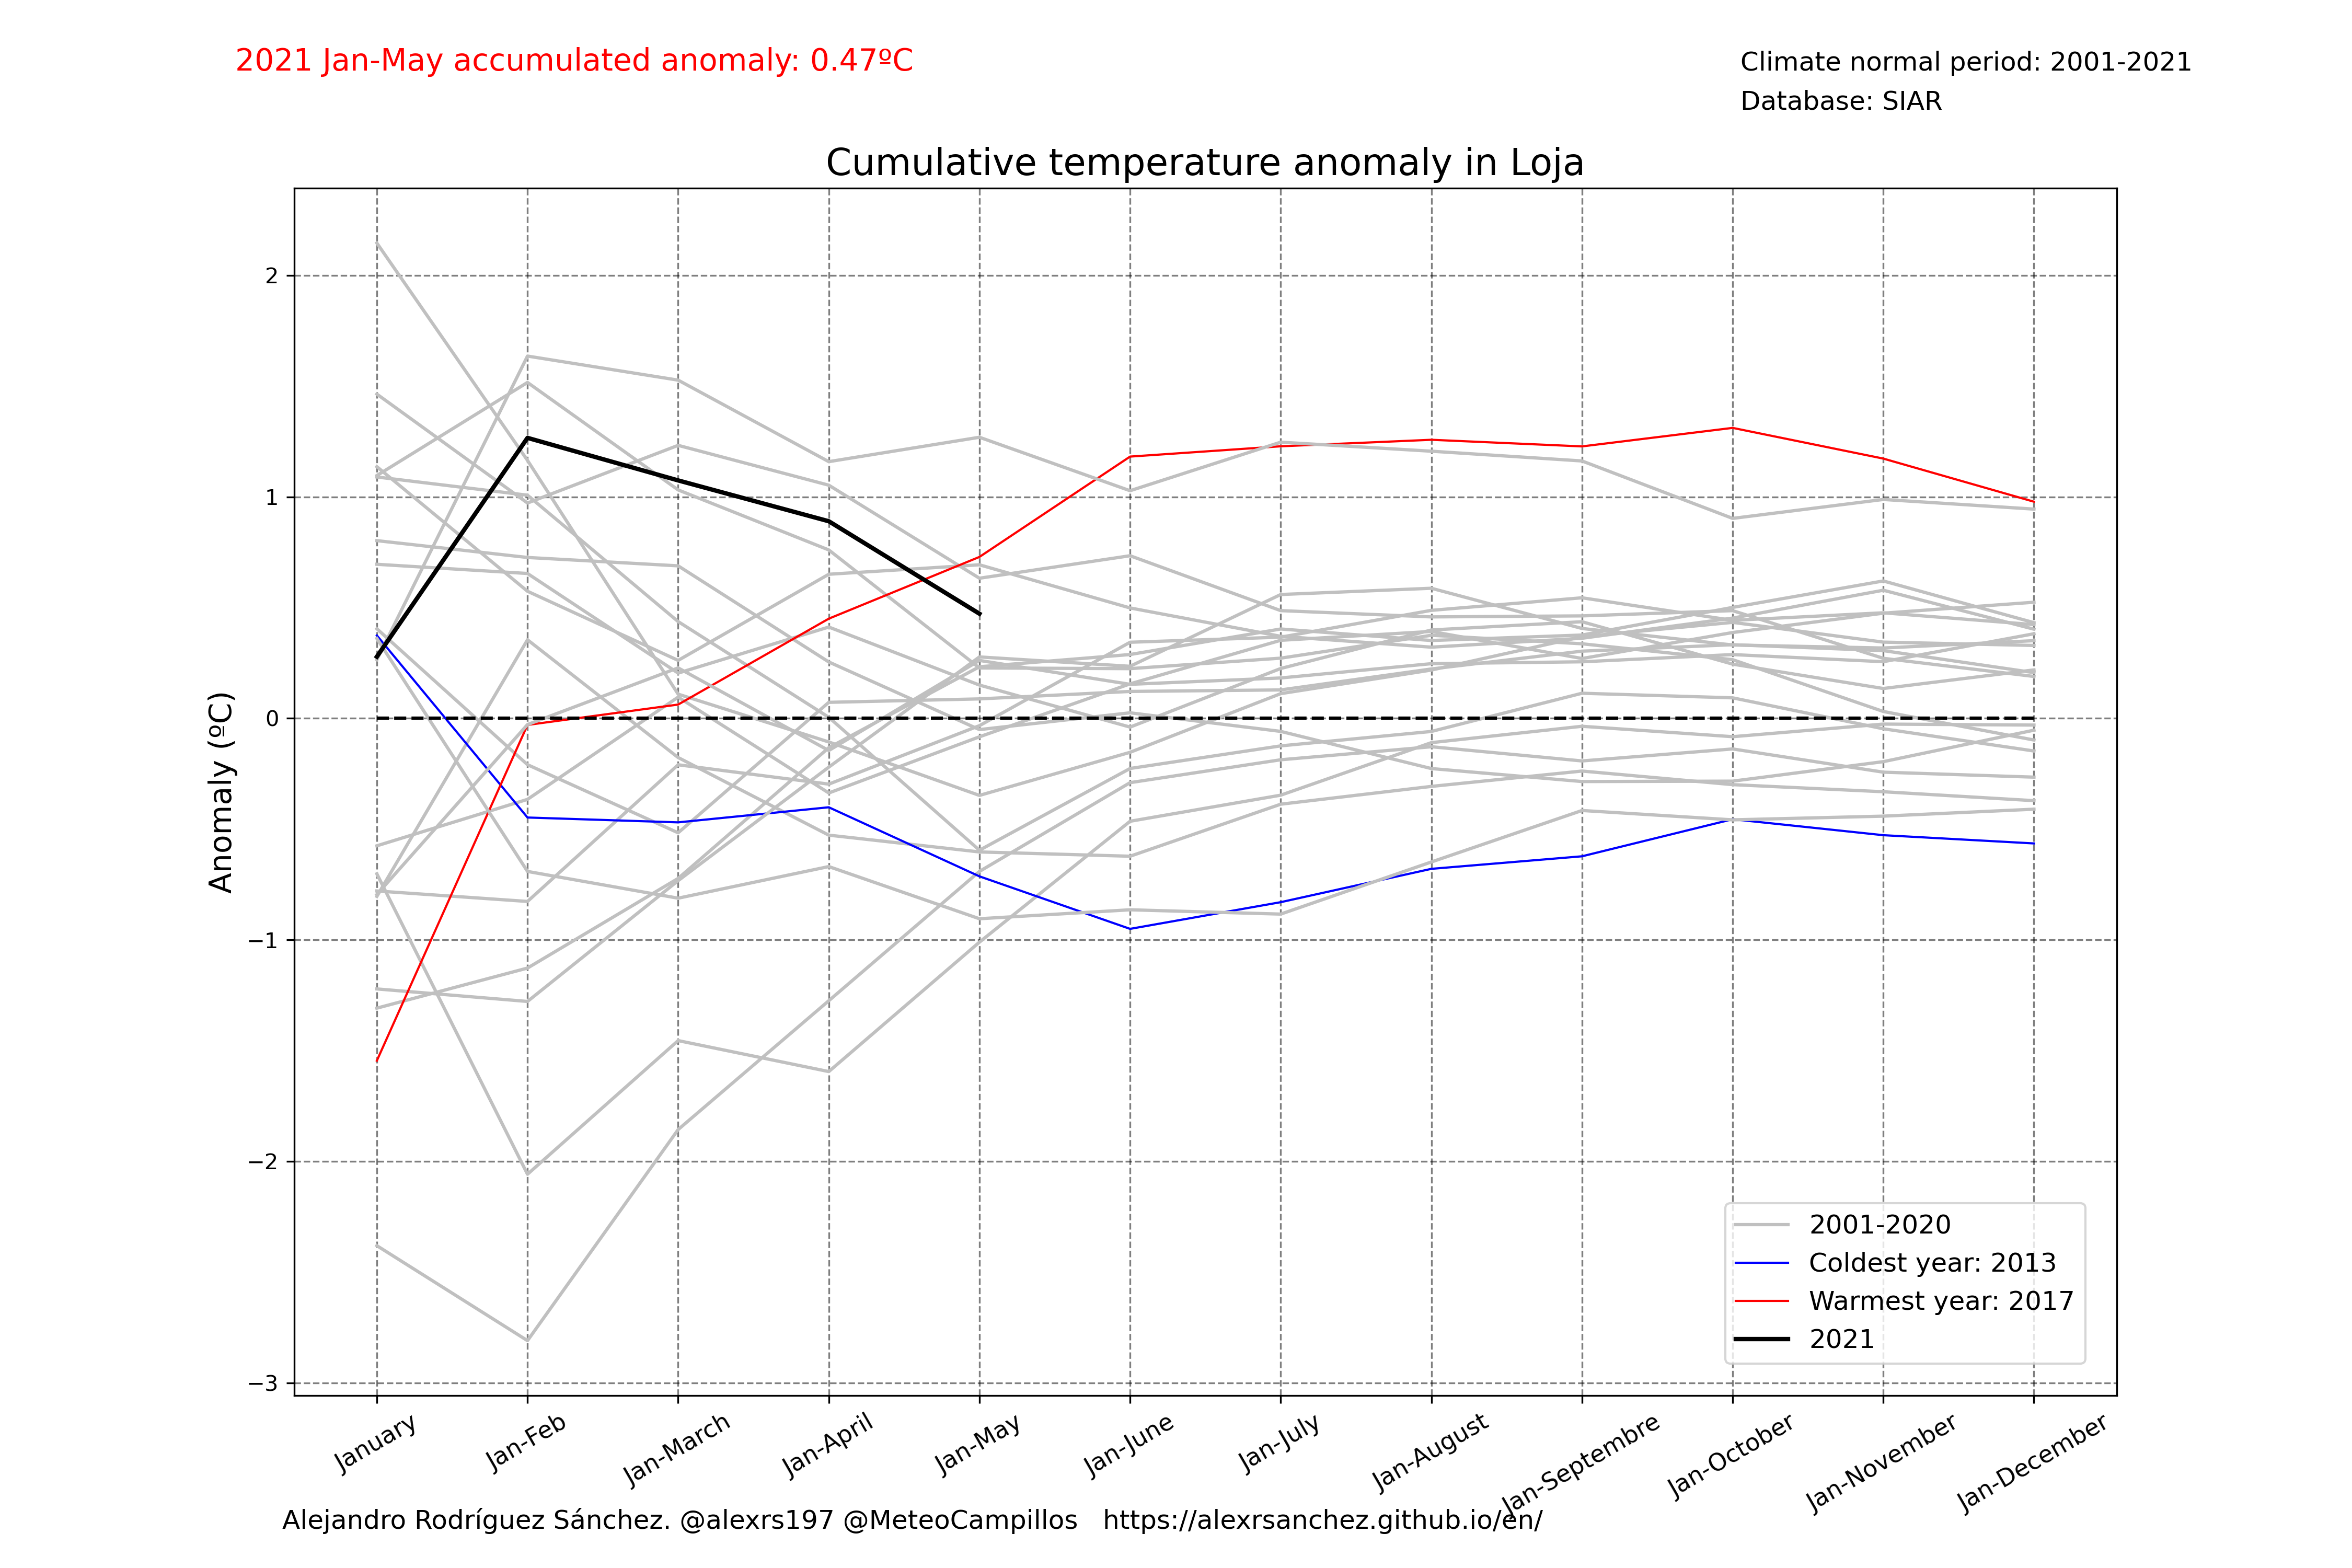 2021 Jan-May accumulated anomaly: 0.47ºC
Climate normal period: 2001-2021
Database: SIAR
Cumulative temperature anomaly in Loja
Anomaly (ºC)
2
1
0
−1
−2
−3
2001-2020
Coldest year: 2013
Warmest year: 2017
2021
January
Jan-Feb
Jan-March
Jan-April
Jan-May
Jan-June
Jan-July
Jan-August
Jan-Septembre
Jan-October
Jan-November
Jan-December
Alejandro Rodríguez Sánchez. @alexrs197 @MeteoCampillos https://alexrsanchez.github.io/en/